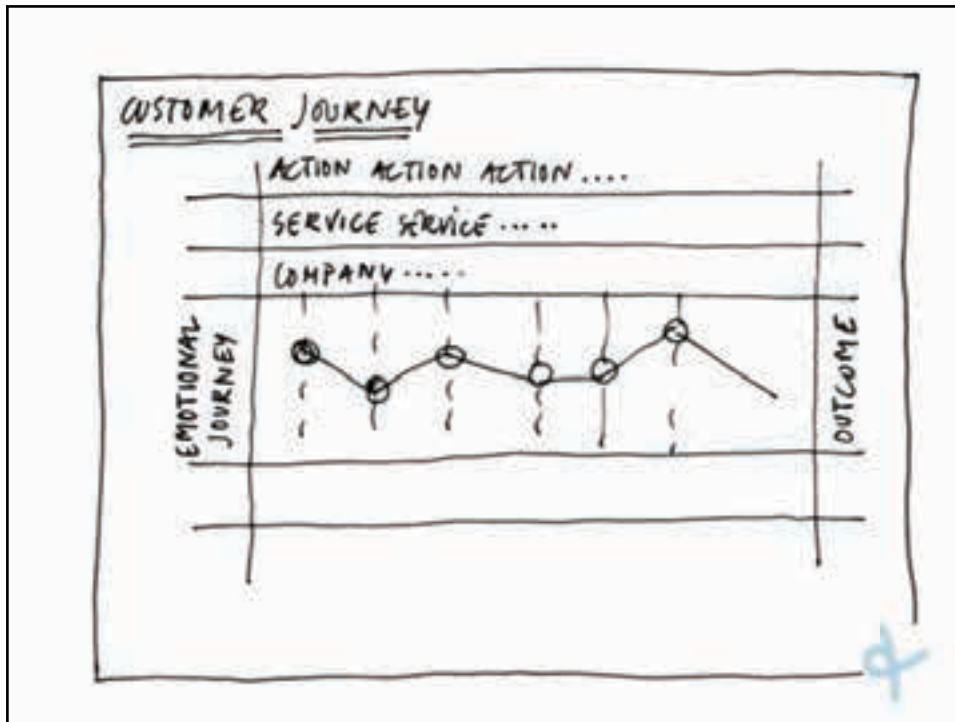 CUSTOMER JOURNEY
ACTION ACTION ACTION ....
SERVICE SERVICE .....
COMPANY .....
EMOTIONAL
JOURNEY
OUTCOME